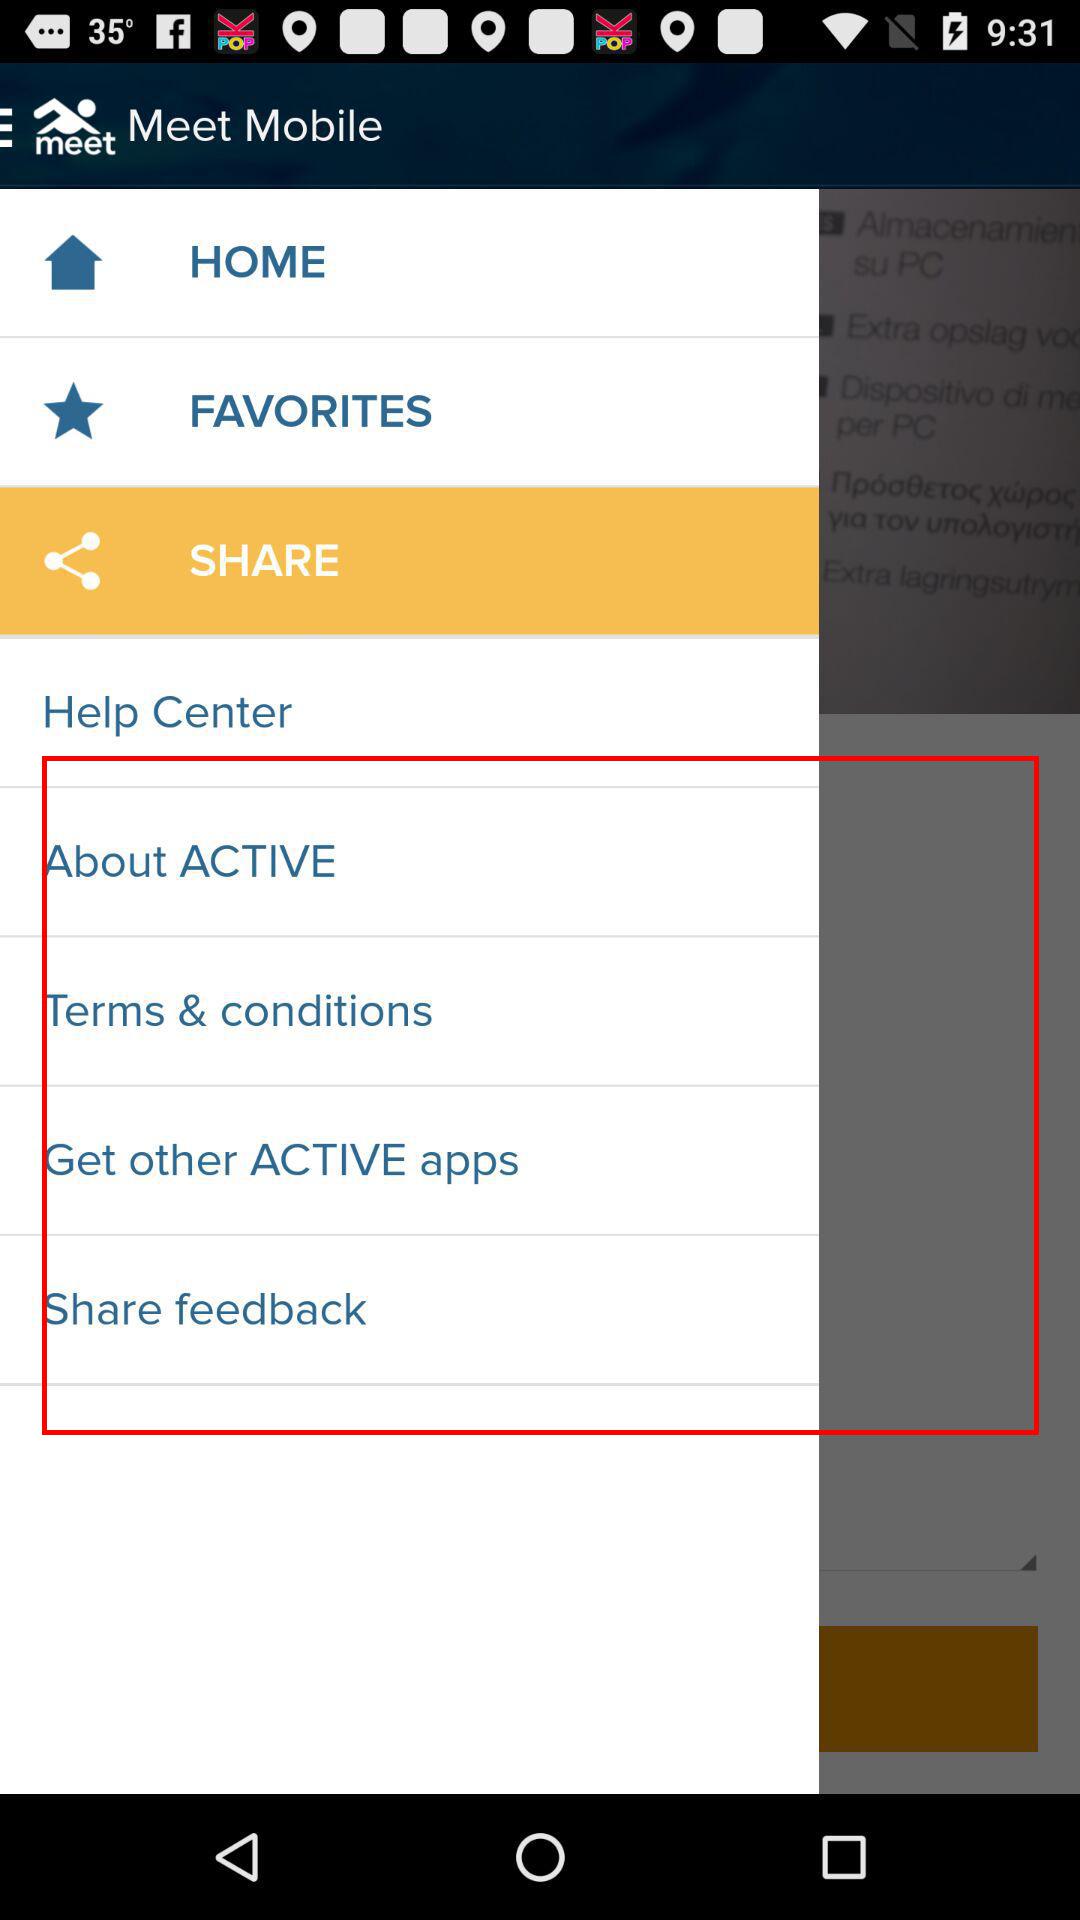 35°
POP
POP
9:31
meet Meet Mobile
HOME
FAVORITES
SHARE
Help Center
About ACTIVE
Terms & conditions
Get other ACTIVE apps
Share feedback
S Almacenamien
su PC
Extra opslag voo
Dispositivo di me
per PC
Πρόσθετος χώρος
για τον υπολογιστή
Extra lagringsutrym